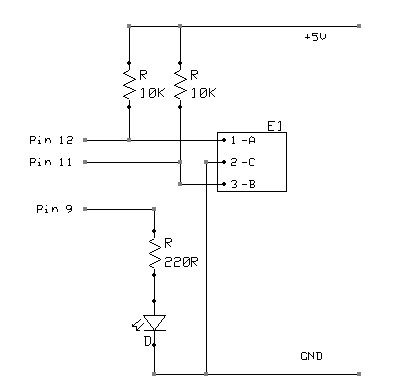 +5V
R
10K
R
10K
E1
Pin 12
1-A
Pin 11
2-C
3-B
Pin 9
R
220R
D
GND